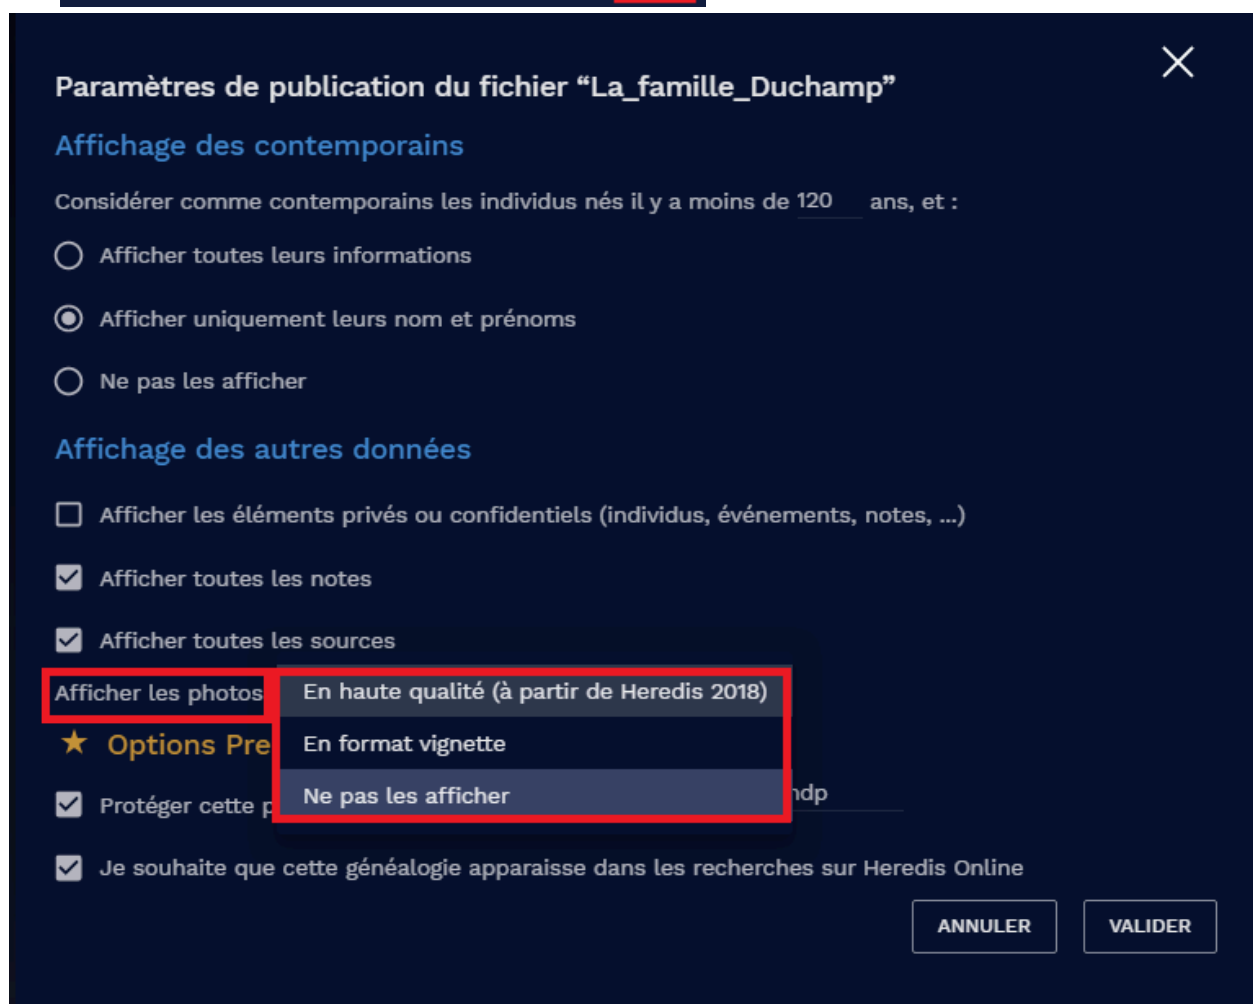 Paramètres de publication du fichier “La_famille_Duchamp”
Affichage des contemporains
Considérer comme contemporains les individus nés il y a moins de 120 ans, et :
Afficher toutes leurs informations
Afficher uniquement leurs nom et prénoms
Ne pas les afficher
Affichage des autres données
Afficher les éléments privés ou confidentiels (individus, événements, notes, ...)
Afficher toutes les notes
Afficher toutes les sources
Afficher les photos En haute qualité (à partir de Heredis 2018)
En format vignette
★ Options Pre
Ne pas les afficher
Protéger cette
Je souhaite que cette généalogie apparaisse dans les recherches sur Heredis Online
ANNULER VALIDER